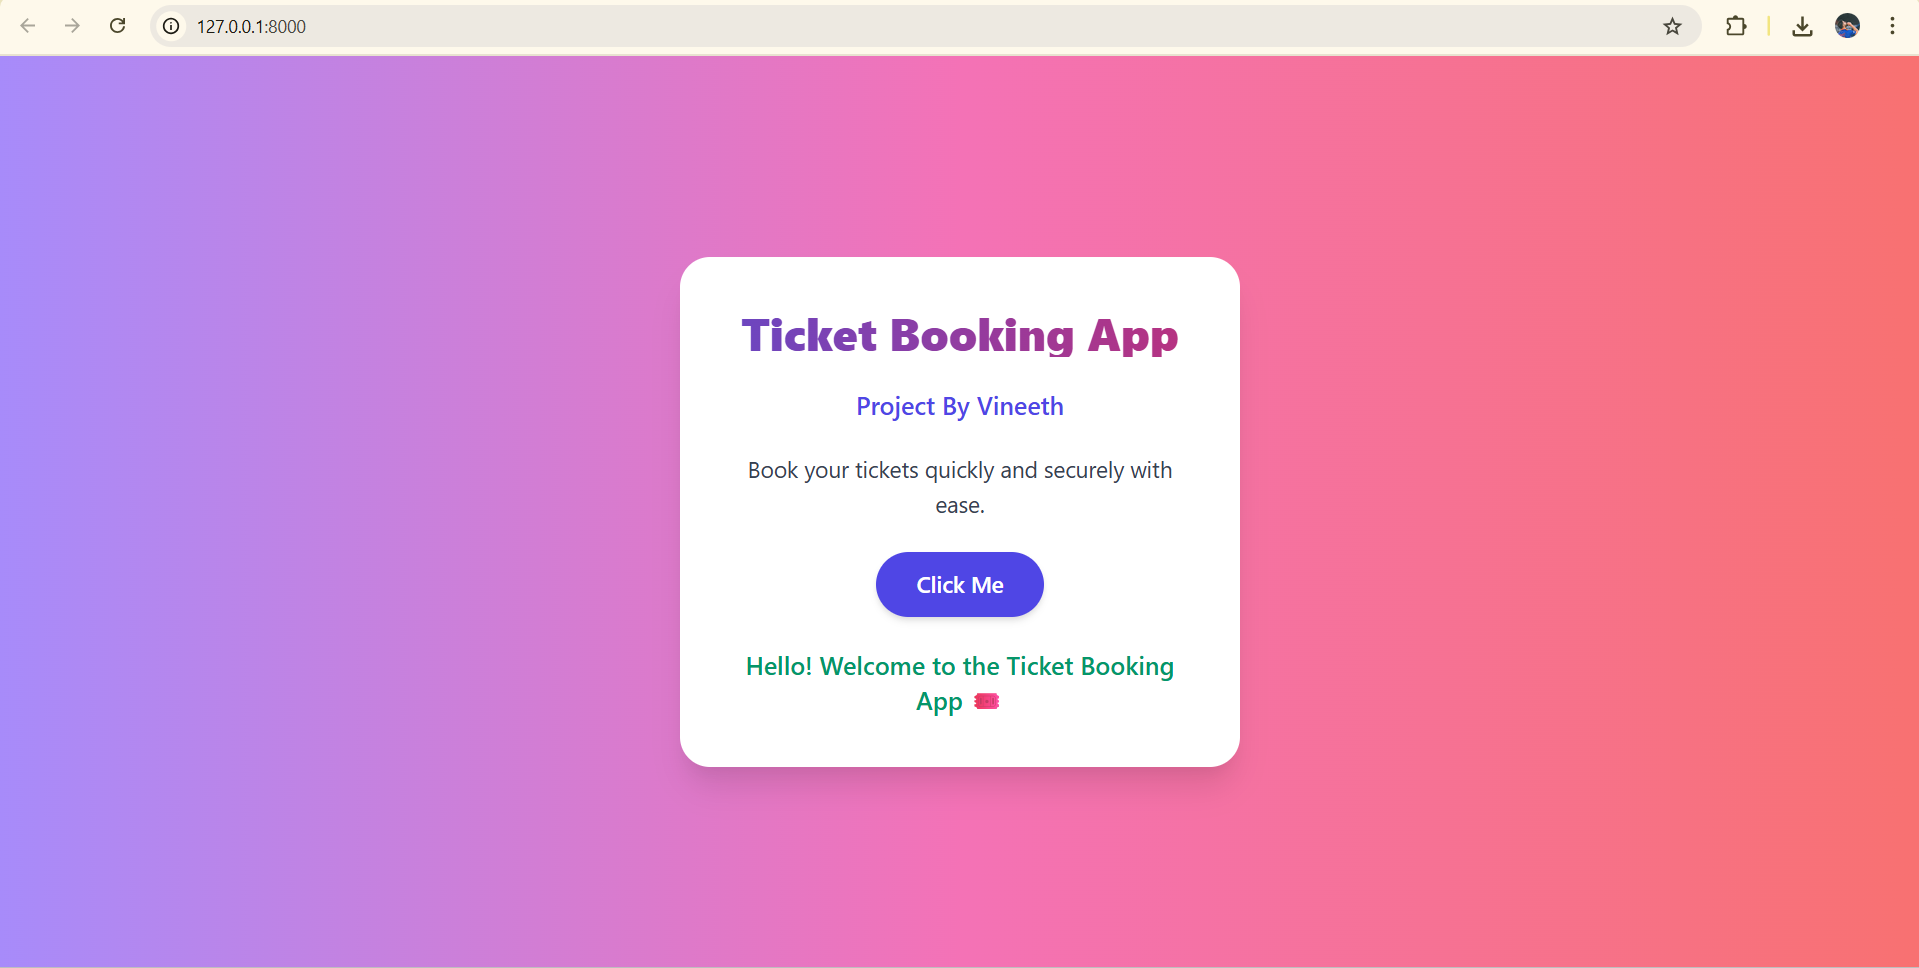 127.0.0.1:8000
Ticket Booking App
Project By Vineeth
Book your tickets quickly and securely with
ease.
Click Me
Hello! Welcome to the Ticket Booking
App 🎟️